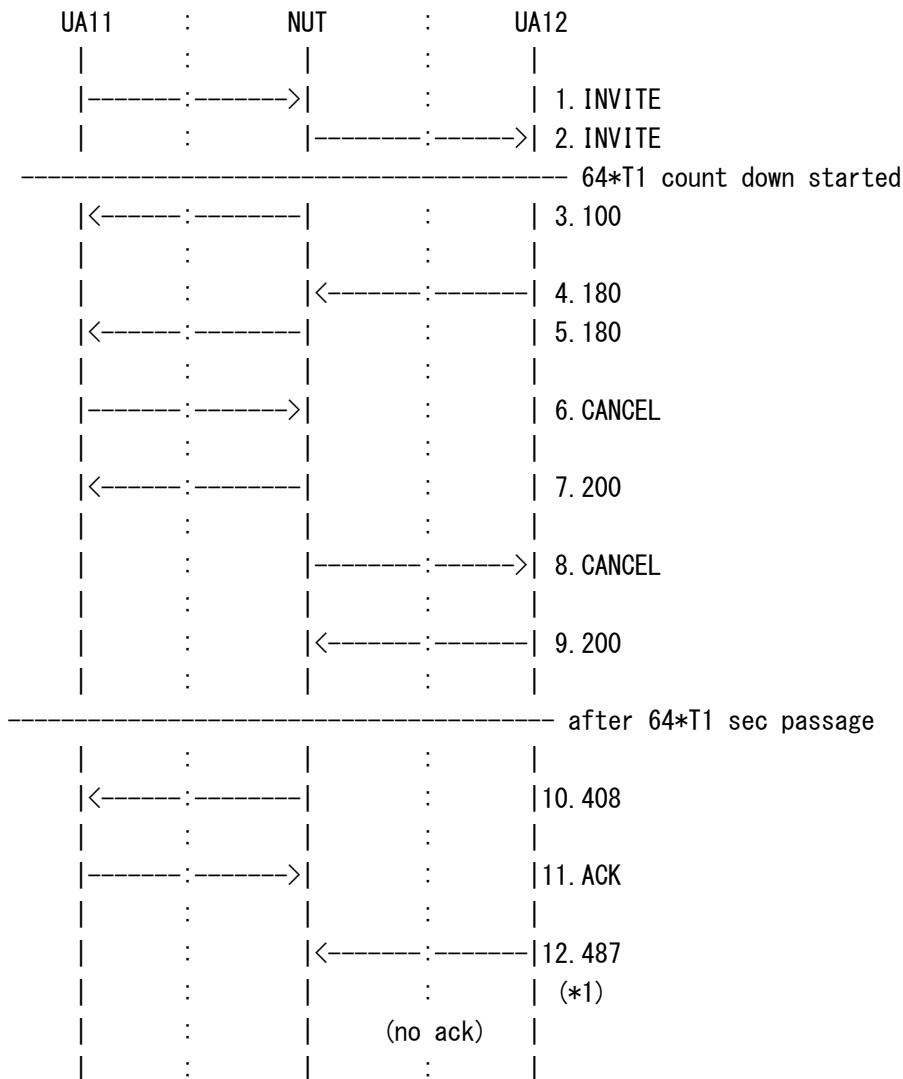 UA11 : NUT : UA12
| : | : |
|-------:------->| : | 1. INVITE
| : |--------:------>| 2. INVITE
----------------------------------------- 64*T1 count down started
|<------:--------| : | 3. 100
| : | : |
| : |<-------:-------| 4. 180
|<------:--------| : | 5. 180
| : | : |
|-------:------->| : | 6. CANCEL
| : | : |
|<------:--------| : | 7. 200
| : | : |
| : |--------:------>| 8. CANCEL
| : | : |
| : |<-------:-------| 9. 200
| : | : |
----------------------------------------- after 64*T1 sec passage
| : | : |
|<------:--------| : |10. 408
| : | : |
|-------:------->| : |11. ACK
| : | : |
| : |<-------:-------|12. 487
| : | : | (*1)
| : | (no ack) |
| : | : |